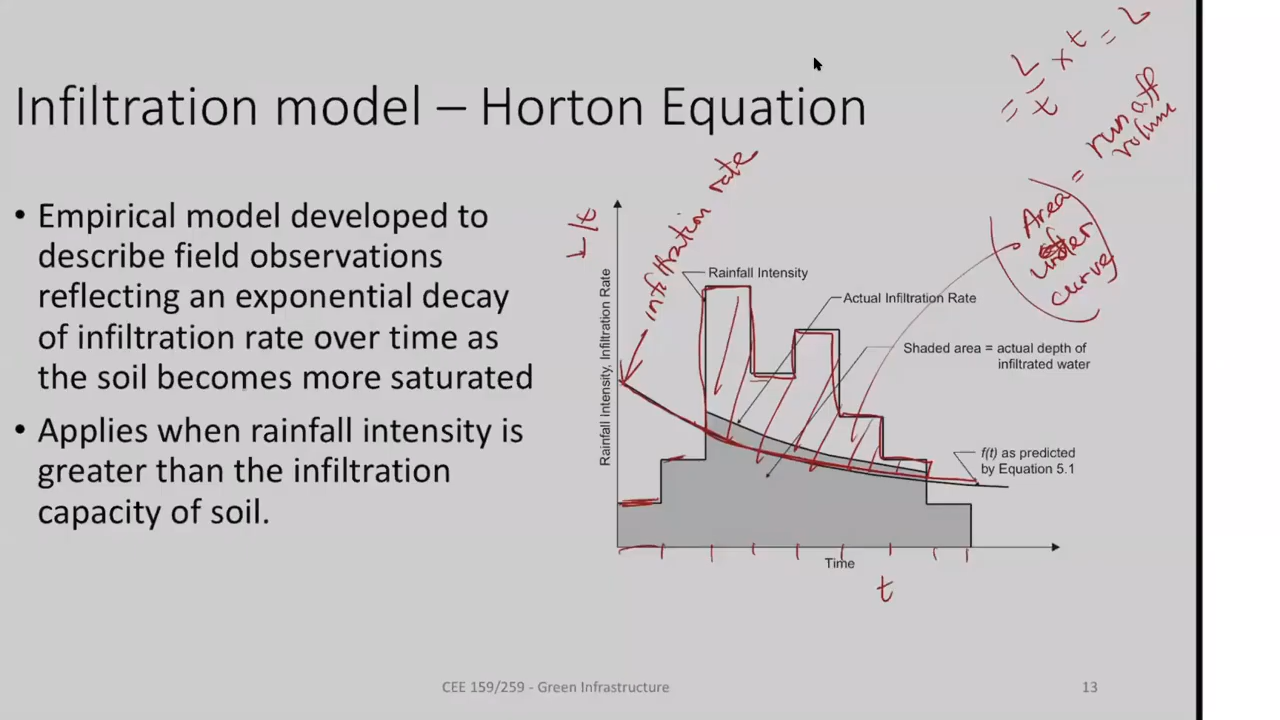 Infiltration model – Horton Equation
• Empirical model developed to
describe field observations
reflecting an exponential decay
of infiltration rate over time as
the soil becomes more saturated
• Applies when rainfall intensity is
greater than the infiltration
capacity of soil.
= L/t × t = L
Area
under
curve
= runoff
volume
infiltration rate
L/t
Rainfall Intensity, Infiltration Rate
Rainfall Intensity
Actual Infiltration Rate
Shaded area = actual depth of
infiltrated water
f(t) as predicted
by Equation 5.1
Time
t
CEE 159/259 - Green Infrastructure
13